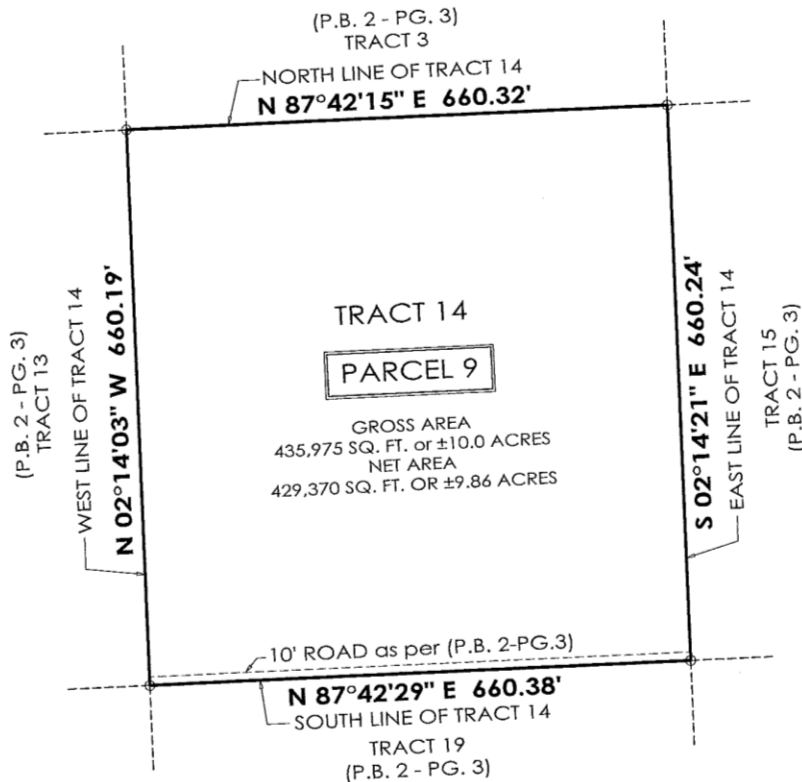 (P.B. 2 - PG. 3)
TRACT 3
NORTH LINE OF TRACT 14
N 87°42'15" E 660.32'
(P.B. 2 - PG. 3)
TRACT 13
WEST LINE OF TRACT 14
N 02°14'03" W 660.19'
TRACT 14
PARCEL 9
GROSS AREA
435,975 SQ. FT. or ±10.0 ACRES
NET AREA
429,370 SQ. FT. OR ±9.86 ACRES
S 02°14'21" E 660.24'
EAST LINE OF TRACT 14
TRACT 15
(P.B. 2 - PG. 3)
10' ROAD as per (P.B. 2-PG.3)
N 87°42'29" E 660.38'
SOUTH LINE OF TRACT 14
TRACT 19
(P.B. 2 - PG. 3)